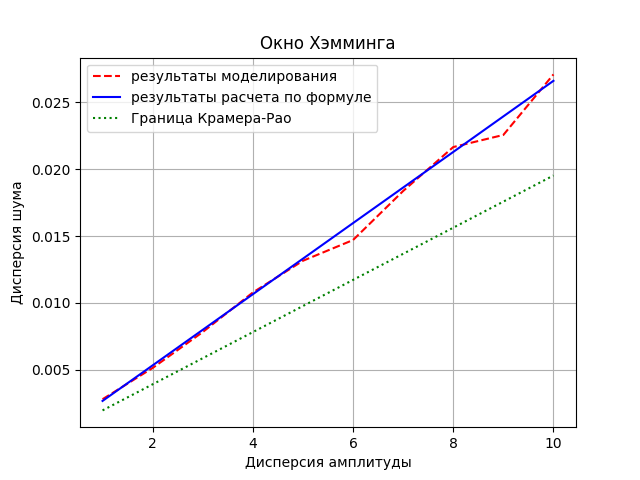 Окно Хэмминга
результаты моделирования
результаты расчета по формуле
Граница Крамера-Рао
Дисперсия шума
0.025
0.020
0.015
0.010
0.005
2 4 6 8 10
Дисперсия амплитуды